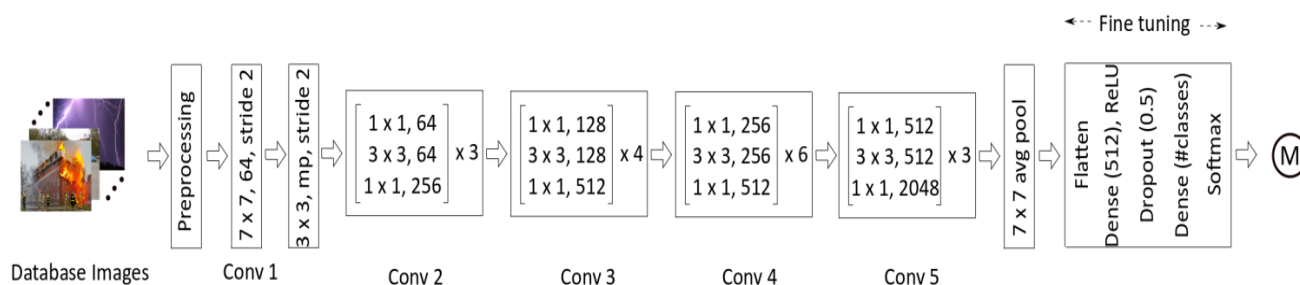 Fine tuning
Preprocessing
7 x 7, 64, stride 2
3 x 3, mp, stride 2
1 x 1, 64
3 x 3, 64
1 x 1, 256
x 3
1 x 1, 128
3 x 3, 128
1 x 1, 512
x 4
1 x 1, 256
3 x 3, 256
1 x 1, 512
x 6
1 x 1, 512
3 x 3, 512
1 x 1, 2048
x 3
7 x 7 avg pool
Flatten
Dense (512), ReLU
Dropout (0.5)
Dense (#classes)
Softmax
M
Database Images
Conv 1
Conv 2
Conv 3
Conv 4
Conv 5